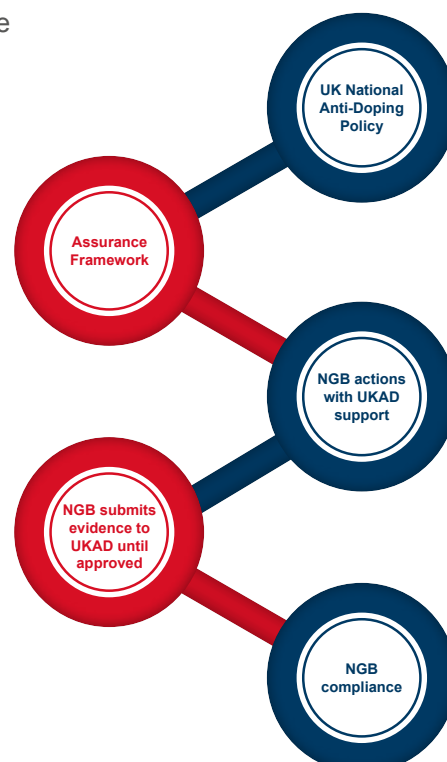 UK National
Anti-Doping
Policy
Assurance
Framework
NGB actions
with UKAD
support
NGB submits
evidence to
UKAD until
approved
NGB
compliance